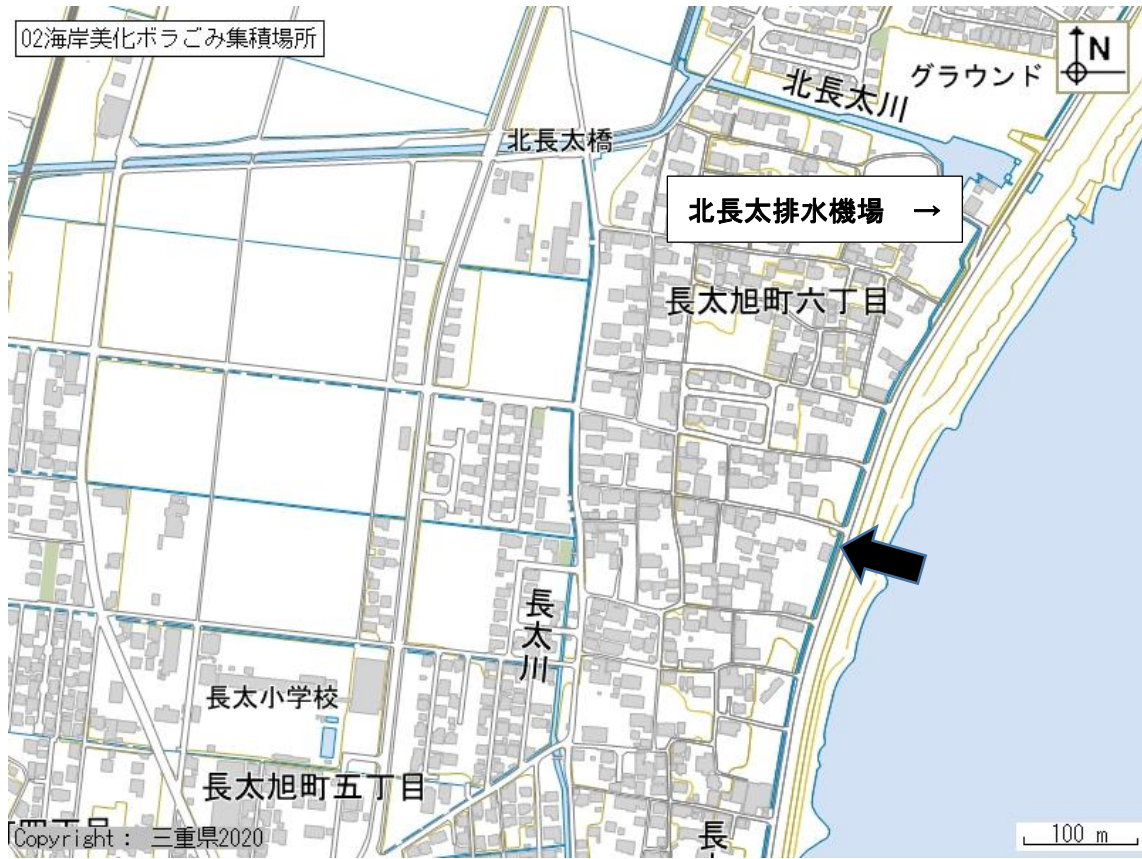 02海岸美化ボラごみ集積場所
N
グラウンド
北長太川
北長太橋
北長太排水機場 →
長太旭町六丁目
長太川
長太小学校
長太旭町五丁目
長
Copyright : 三重県2020
100 m